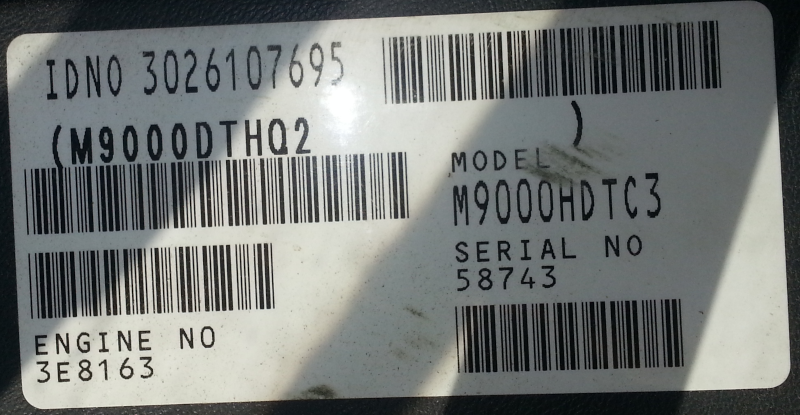 IDNO 3026107695
(M9000DTHQ2 )
MODEL
M9000HDTC3
SERIAL NO
58743
ENGINE NO
3E8163